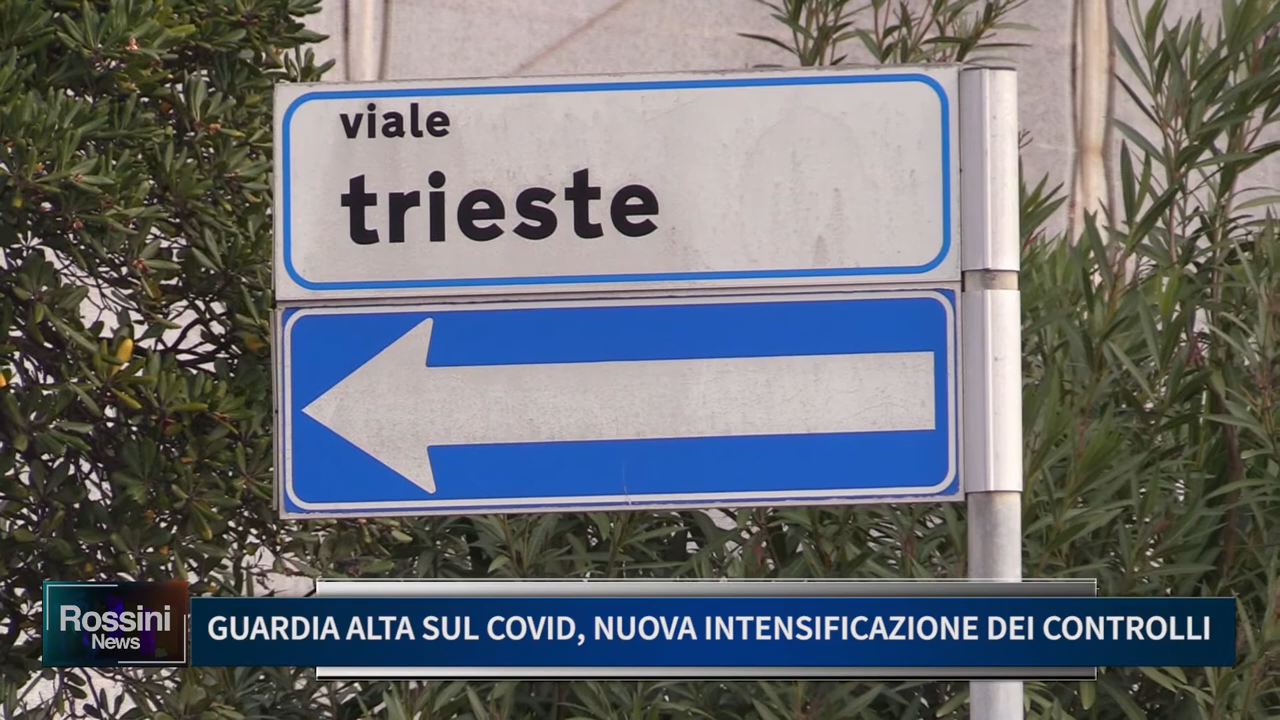 viale
trieste
Rossini
News
GUARDIA ALTA SUL COVID, NUOVA INTENSIFICAZIONE DEI CONTROLLI